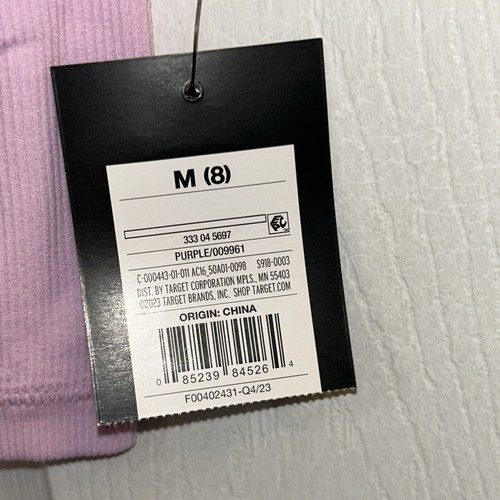 M (8)
333 04 5697
PURPLE/009961
C-000443-01-011 AC16_50A01-0098 S918-0003
DIST. BY TARGET CORPORATION MPLS., MN 55403
©2023 TARGET BRANDS, INC. SHOP TARGET.COM
ORIGIN: CHINA
0 85239 84526 4
F00402431-Q4/23